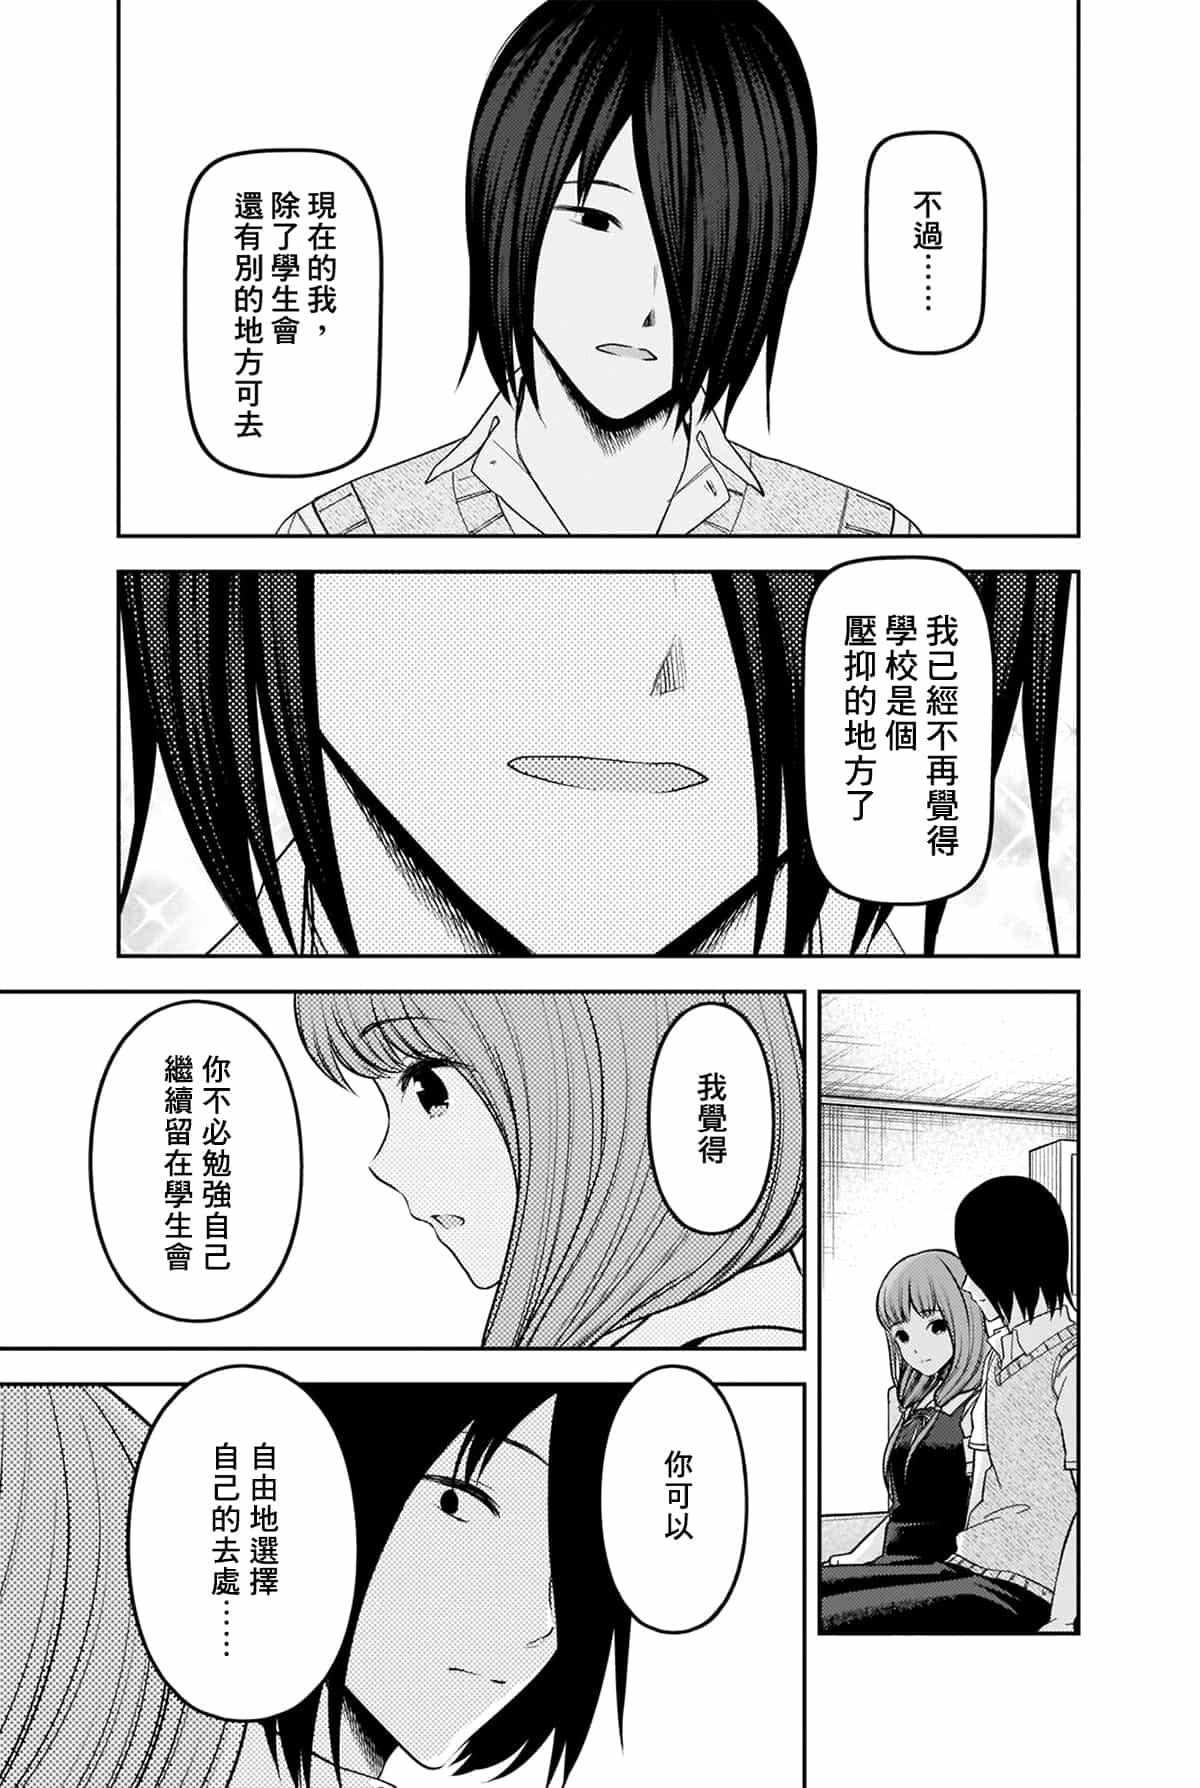 不過……
現在的我，
除了學生會
還有別的地方可去
我已經不再覺得
學校是個
壓抑的地方了
我覺得
你不必勉強自己
繼續留在學生會
你可以
自由地選擇
自己的去處……